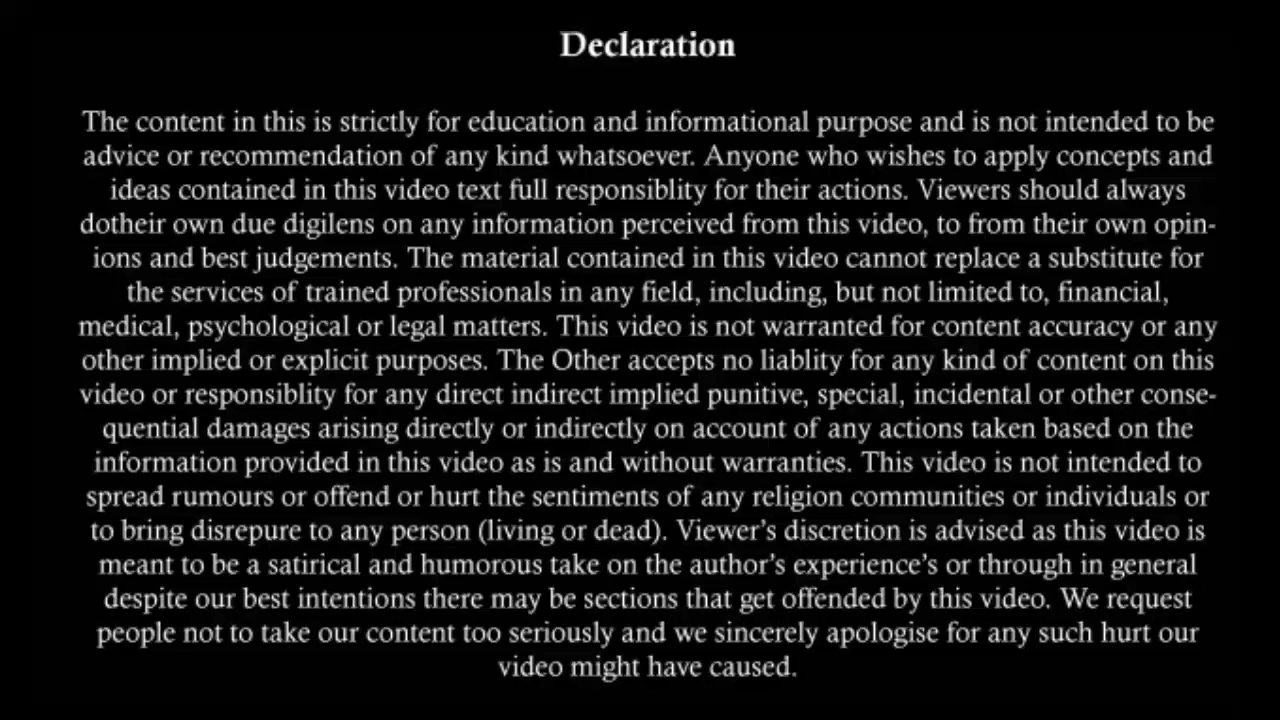 Declaration
The content in this is strictly for education and informational purpose and is not intended to be
advice or recommendation of any kind whatsoever. Anyone who wishes to apply concepts and
ideas contained in this video text full responsiblity for their actions. Viewers should always
dotheir own due digilens on any information perceived from this video, to from their own opin-
ions and best judgements. The material contained in this video cannot replace a substitute for
the services of trained professionals in any field, including, but not limited to, financial,
medical, psychological or legal matters. This video is not warranted for content accuracy or any
other implied or explicit purposes. The Other accepts no liablity for any kind of content on this
video or responsiblity for any direct indirect implied punitive, special, incidental or other conse-
quential damages arising directly or indirectly on account of any actions taken based on the
information provided in this video as is and without warranties. This video is not intended to
spread rumours or offend or hurt the sentiments of any religion communities or individuals or
to bring disrepure to any person (living or dead). Viewer's discretion is advised as this video is
meant to be a satirical and humorous take on the author's experience's or through in general
despite our best intentions there may be sections that get offended by this video. We request
people not to take our content too seriously and we sincerely apologise for any such hurt our
video might have caused.